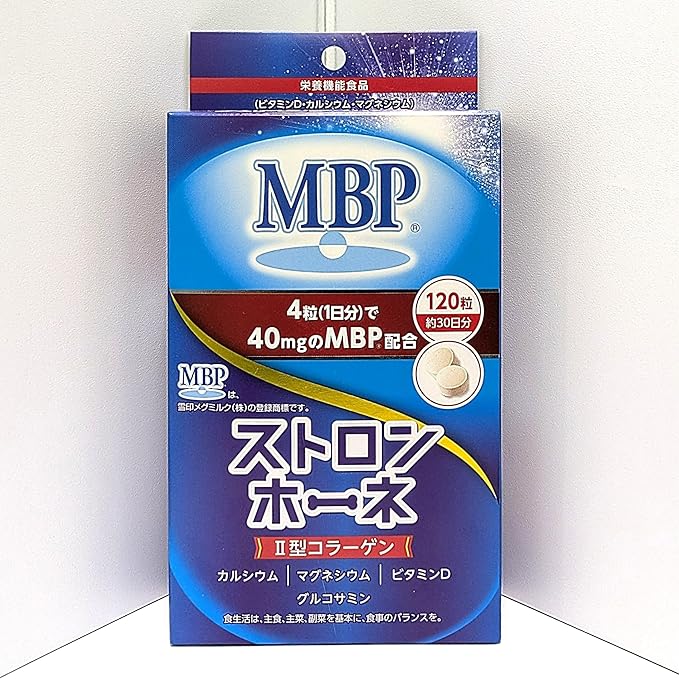 栄養機能食品
(ビタミンD・カルシウム・マグネシウム)
MBP®
4粒(1日分)で
40mgのMBP®配合
120粒
約30日分
MBP®は、
雪印メグミルク(株)の登録商標です。
ストロン
ホーネ
Ⅱ型コラーゲン
カルシウム | マグネシウム | ビタミンD
グルコサミン
食生活は、主食、主菜、副菜を基本に、食事のバランスを。